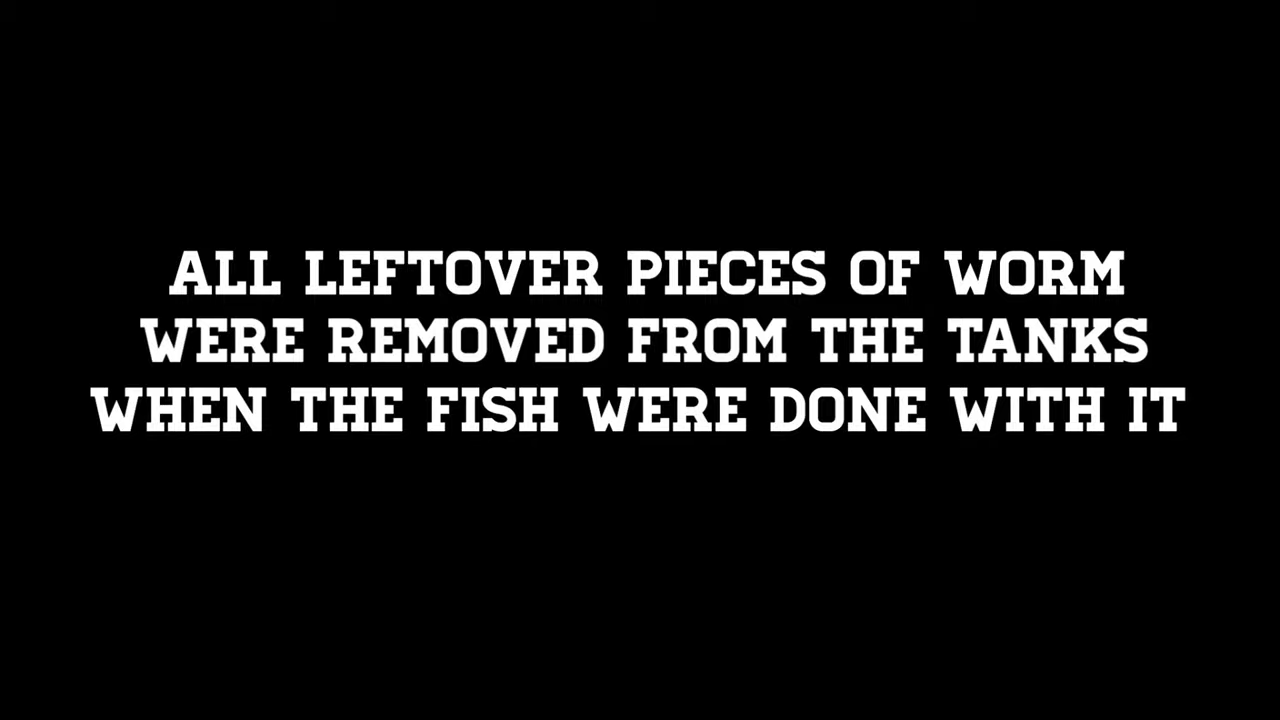 ALL LEFTOVER PIECES OF WORM
WERE REMOVED FROM THE TANKS
WHEN THE FISH WERE DONE WITH IT